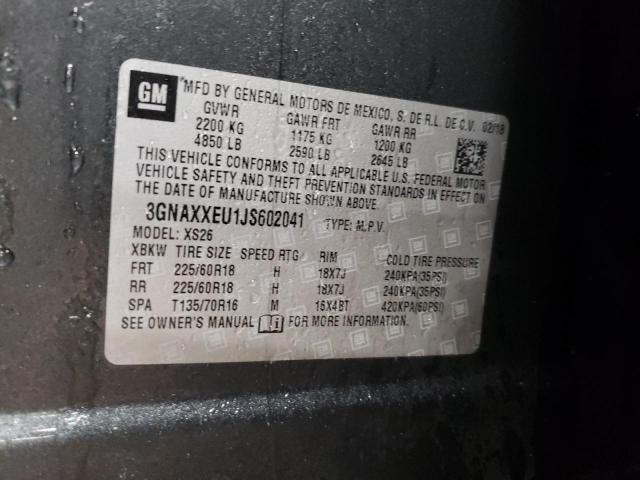 GM
MFD BY GENERAL MOTORS DE MEXICO, S. DE R.L. DE C.V. 02/18
GVWR GAWR FRT GAWR RR
2200 KG 1175 KG 1200 KG
4850 LB 2590 LB 2645 LB
THIS VEHICLE CONFORMS TO ALL APPLICABLE U.S. FEDERAL MOTOR
VEHICLE SAFETY AND THEFT PREVENTION STANDARDS IN EFFECT ON
THE DATE OF MANUFACTURE SHOWN ABOVE.
3GNAXXEU1JS602041 TYPE: M.P.V.
MODEL: XS26
XBKW TIRE SIZE SPEED RTG RIM COLD TIRE PRESSURE
FRT 225/60R18 H 18X7J 240KPA(35PSI)
RR 225/60R18 H 18X7J 240KPA(35PSI)
SPA T135/70R16 M 16X4BT 420KPA(60PSI)
SEE OWNER'S MANUAL FOR MORE INFORMATION.